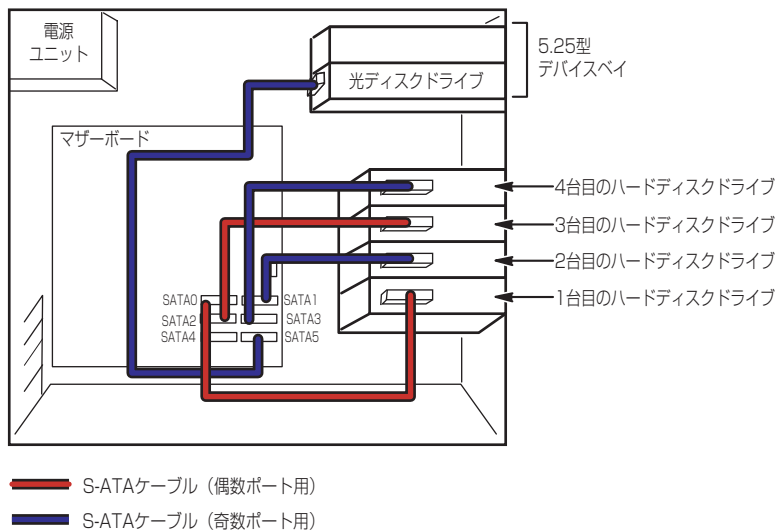 電源
ユニット
5.25型
デバイスベイ
光ディスクドライブ
マザーボード
4台目のハードディスクドライブ
3台目のハードディスクドライブ
2台目のハードディスクドライブ
1台目のハードディスクドライブ
SATA0
SATA1
SATA2
SATA3
SATA4
SATA5
S-ATAケーブル（偶数ポート用）
S-ATAケーブル（奇数ポート用）